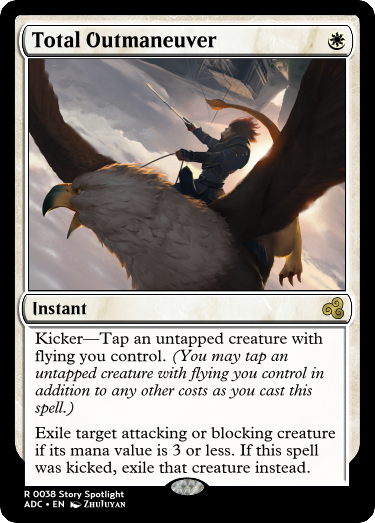 Total Outmaneuver
Instant
Kicker—Tap an untapped creature with
flying you control. (You may tap an
untapped creature with flying you control in
addition to any other costs as you cast this
spell.)
Exile target attacking or blocking creature
if its mana value is 3 or less. If this spell
was kicked, exile that creature instead.
R 0038 Story Spotlight
ADC • EN ZHUJUYAN